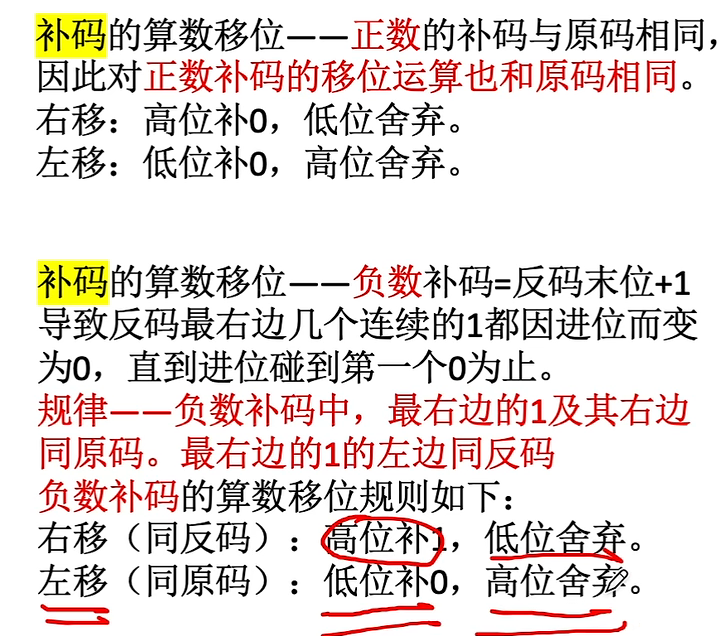 补码的算数移位——正数的补码与原码相同，
因此对正数补码的移位运算也和原码相同。
右移：高位补0，低位舍弃。
左移：低位补0，高位舍弃。
补码的算数移位——负数补码=反码末位+1
导致反码最右边几个连续的1都因进位而变
为0，直到进位碰到第一个0为止。
规律——负数补码中，最右边的1及其右边
同原码。最右边的1的左边同反码
负数补码的算数移位规则如下：
右移（同反码）：高位补1，低位舍弃。
左移（同原码）：低位补0，高位舍弃。